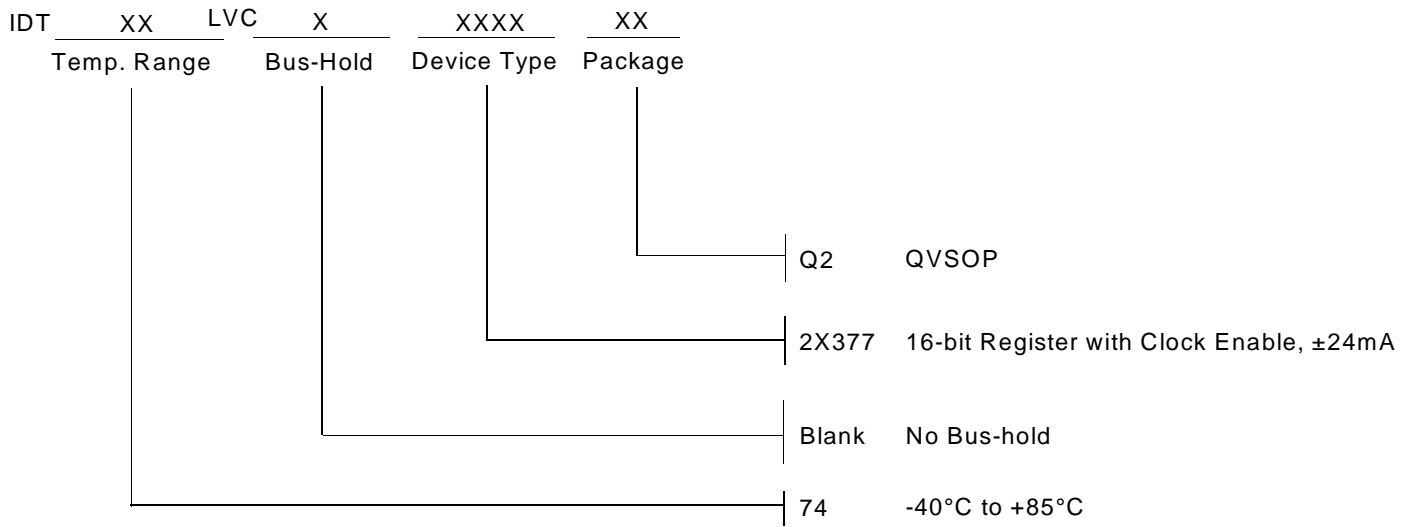 IDT XX LVC X XXXX XX
Temp. Range Bus-Hold Device Type Package
Q2 QVSOP
2X377 16-bit Register with Clock Enable, ±24mA
Blank No Bus-hold
74 -40°C to +85°C